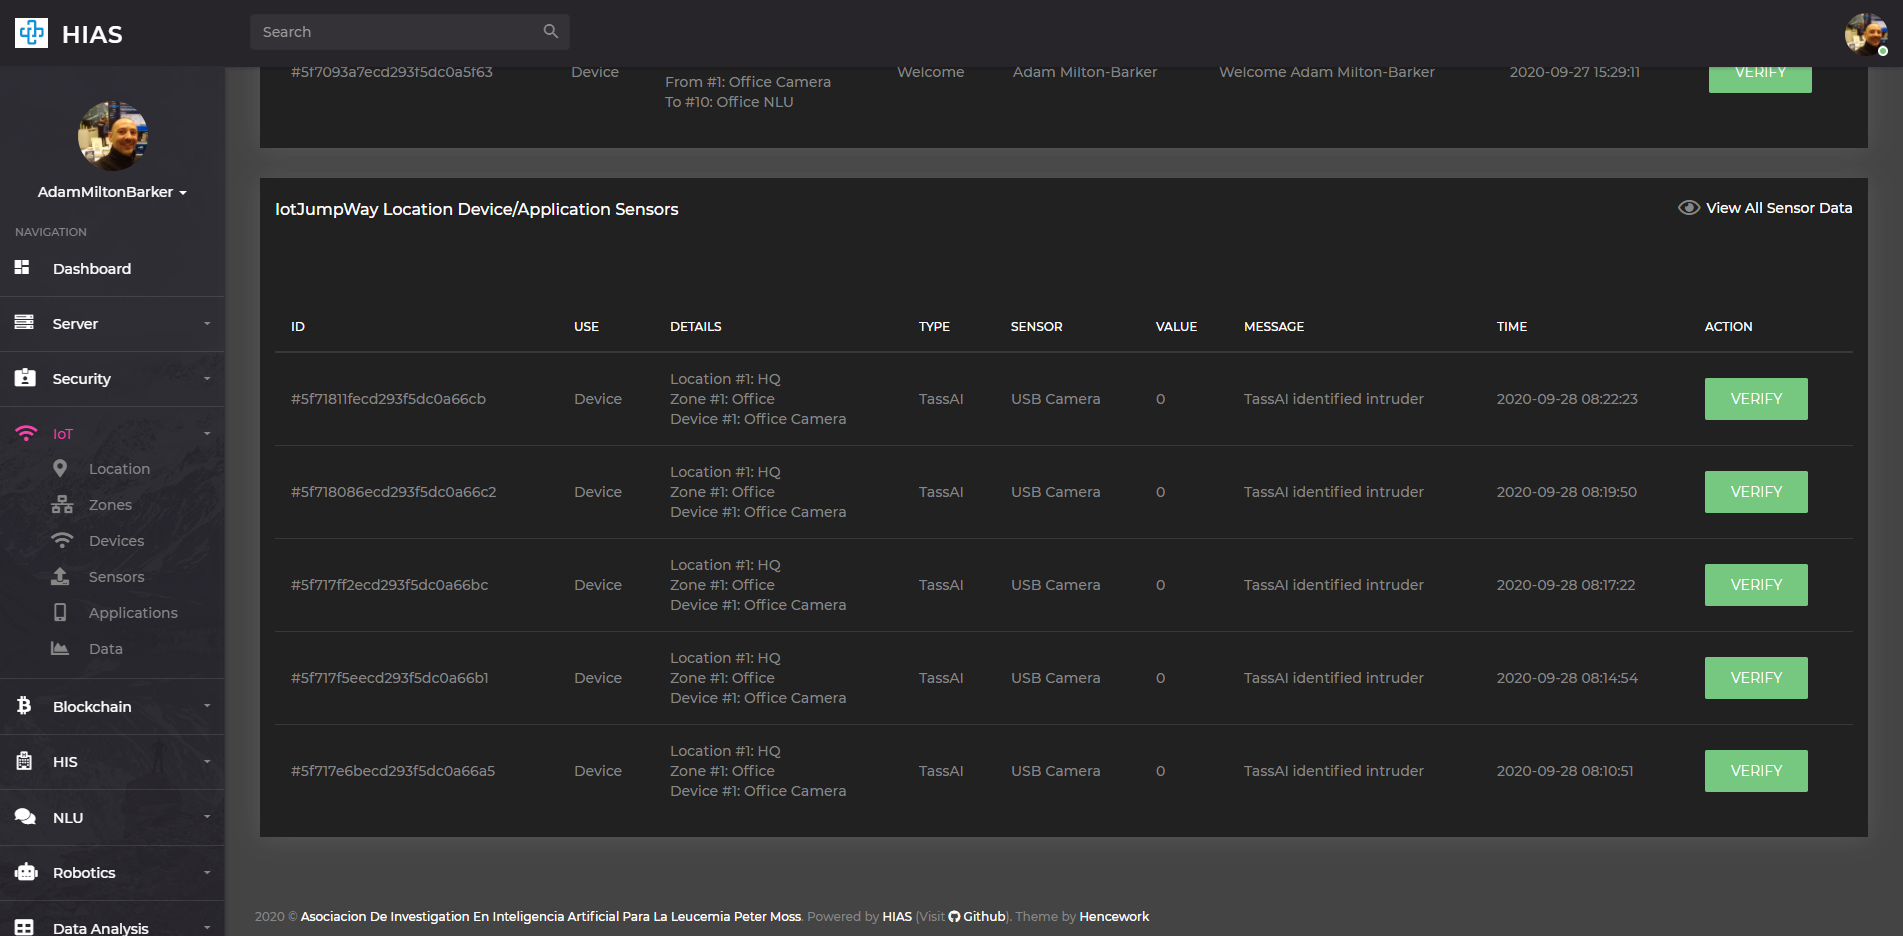 HIAS
Search
AdamMiltonBarker
NAVIGATION
Dashboard
Server
Security
IoT
Location
Zones
Devices
Sensors
Applications
Data
Blockchain
HIS
NLU
Robotics
Data Analysis
#5f7093a7ecd293f5dc0a5f63 Device Welcome Adam Milton-Barker Welcome Adam Milton-Barker 2020-09-27 15:29:11 VERIFY
From #1: Office Camera
To #10: Office NLU
IotJumpWay Location Device/Application Sensors
View All Sensor Data
ID USE DETAILS TYPE SENSOR VALUE MESSAGE TIME ACTION
Location #1: HQ
#5f71811fecd293f5dc0a66cb Device Zone #1: Office TassAI USB Camera 0 TassAI identified intruder 2020-09-28 08:22:23 VERIFY
Device #1: Office Camera
Location #1: HQ
#5f718086ecd293f5dc0a66c2 Device Zone #1: Office TassAI USB Camera 0 TassAI identified intruder 2020-09-28 08:19:50 VERIFY
Device #1: Office Camera
Location #1: HQ
#5f717ff2ecd293f5dc0a66bc Device Zone #1: Office TassAI USB Camera 0 TassAI identified intruder 2020-09-28 08:17:22 VERIFY
Device #1: Office Camera
Location #1: HQ
#5f717f5eecd293f5dc0a66b1 Device Zone #1: Office TassAI USB Camera 0 TassAI identified intruder 2020-09-28 08:14:54 VERIFY
Device #1: Office Camera
Location #1: HQ
#5f717e6becd293f5dc0a66a5 Device Zone #1: Office TassAI USB Camera 0 TassAI identified intruder 2020-09-28 08:10:51 VERIFY
Device #1: Office Camera
2020 © Asociacion De Investigation En Inteligencia Artificial Para La Leucemia Peter Moss. Powered by HIAS (Visit Github). Theme by Hencework